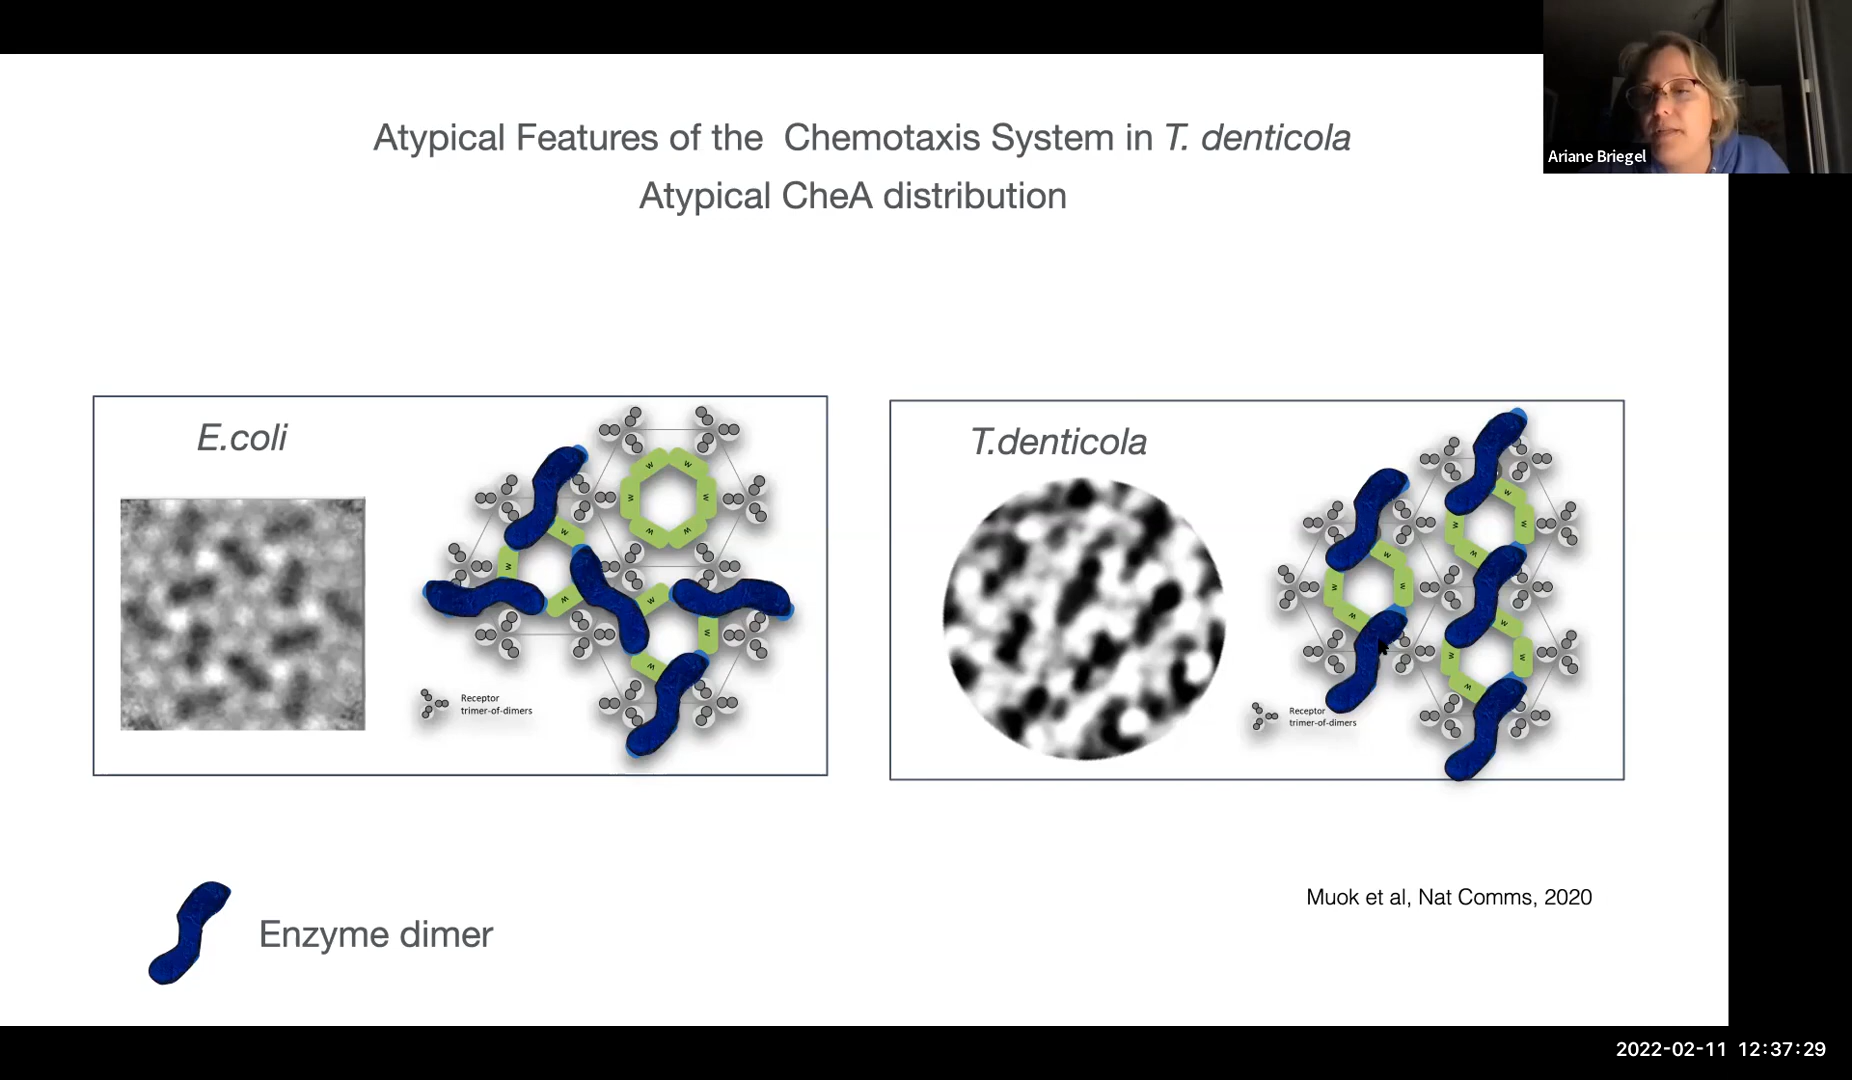 Atypical Features of the  Chemotaxis System in T. denticola
Atypical CheA distribution
Ariane Briegel
E.coli
W
W
W
W
W
W
W
W
W
W
W
W
Receptor
trimer-of-dimers
T.denticola
W
W
W
W
W
W
W
W
W
W
W
W
Receptor
trimer-of-dimers
Muok et al, Nat Comms, 2020
Enzyme dimer
2022-02-11 12:37:29